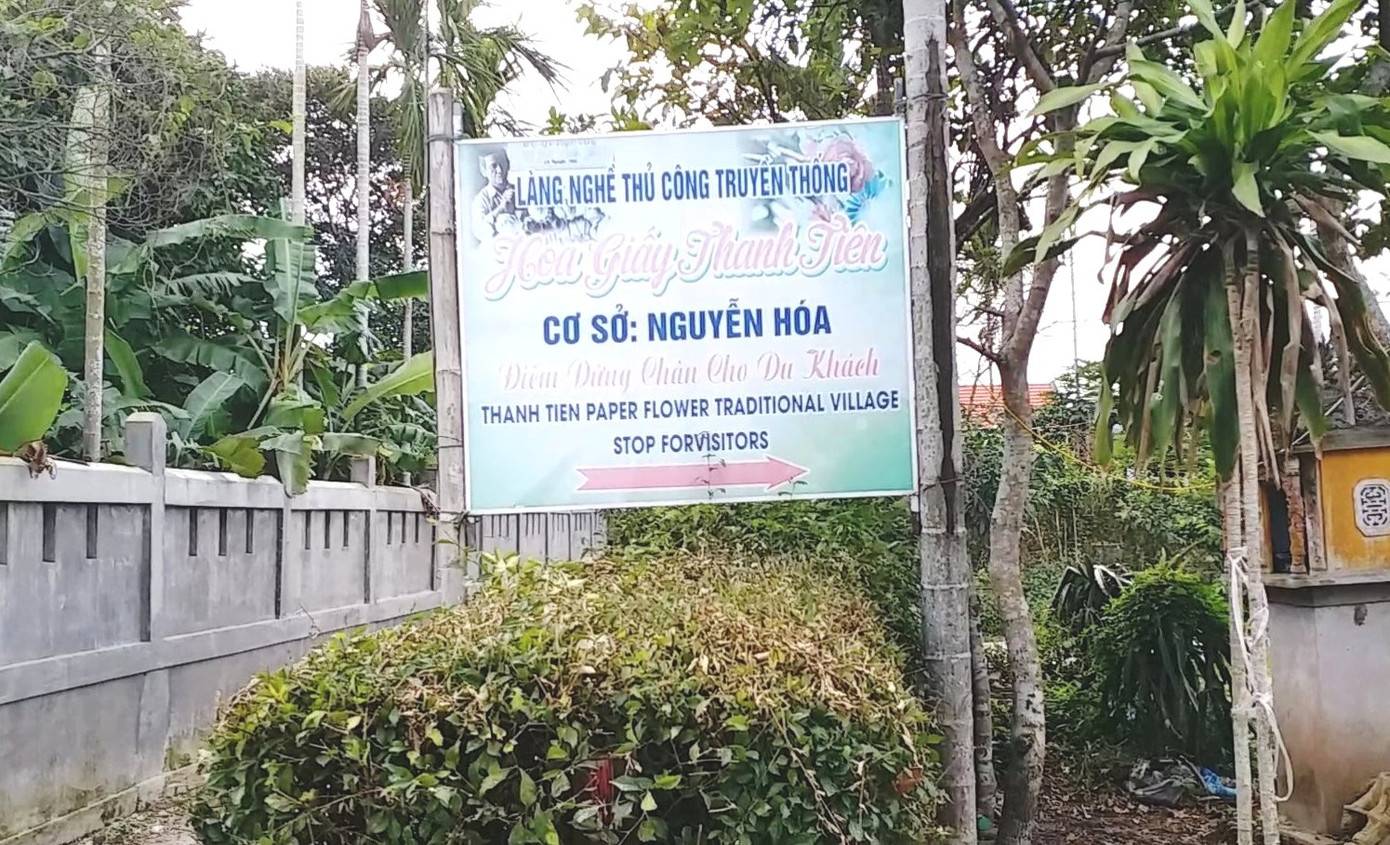 LÀNG NGHỀ THỦ CÔNG TRUYỀN THỐNG
Hoa Giấy Thanh Tiên
CƠ SỞ: NGUYỄN HÓA
Điểm Dừng Chân Cho Du Khách
THANH TIEN PAPER FLOWER TRADITIONAL VILLAGE
STOP FORVISITORS